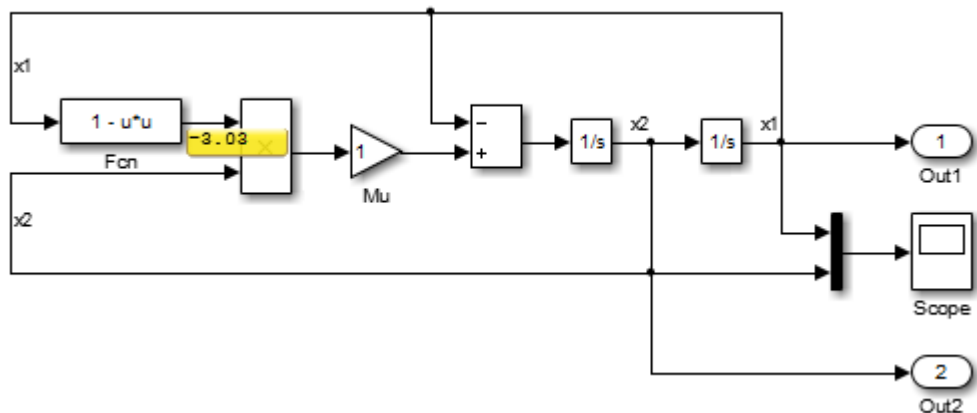 x1
1 - u*u
-3.03
×
Fcn
x2
1
Mu
−
+
1/s
x2
1/s
x1
1
Out1
Scope
2
Out2